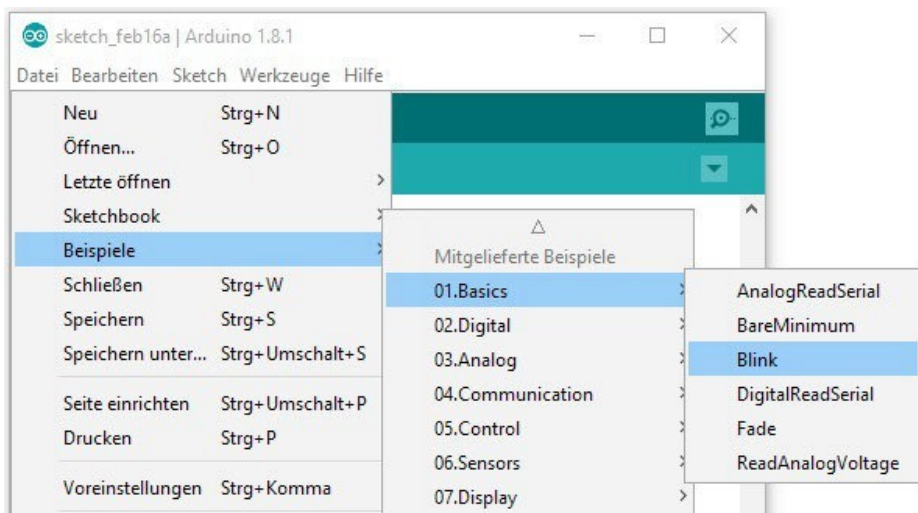 sketch_feb16a | Arduino 1.8.1
Datei Bearbeiten Sketch Werkzeuge Hilfe
Neu Strg+N
Öffnen... Strg+O
Letzte öffnen
Sketchbook
Beispiele
Schließen Strg+W
Speichern Strg+S
Speichern unter... Strg+Umschalt+S
Seite einrichten Strg+Umschalt+P
Drucken Strg+P
Voreinstellungen Strg+Komma
Mitgelieferte Beispiele
01.Basics
02.Digital
03.Analog
04.Communication
05.Control
06.Sensors
07.Display
AnalogReadSerial
BareMinimum
Blink
DigitalReadSerial
Fade
ReadAnalogVoltage